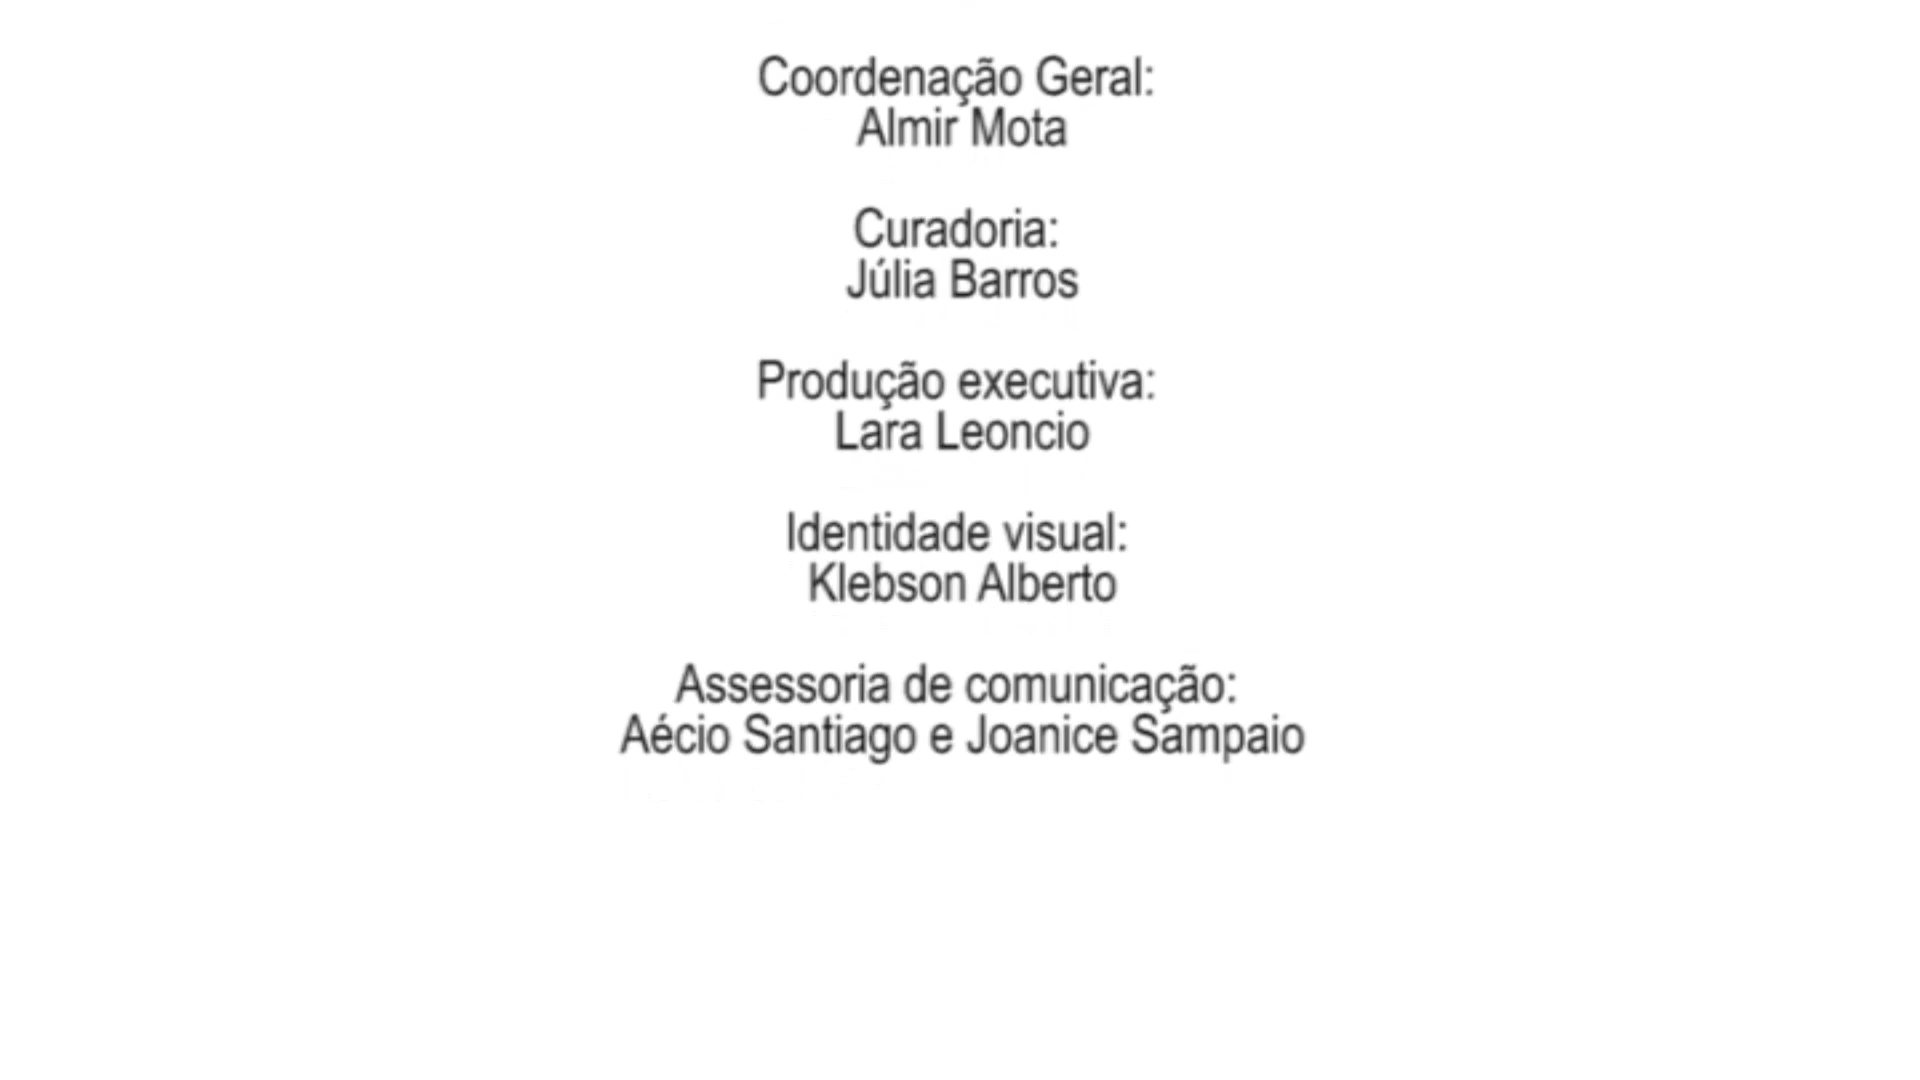 Coordenação Geral:
Almir Mota
Curadoria:
Júlia Barros
Produção executiva:
Lara Leoncio
Identidade visual:
Klebson Alberto
Assessoria de comunicação:
Aécio Santiago e Joanice Sampaio